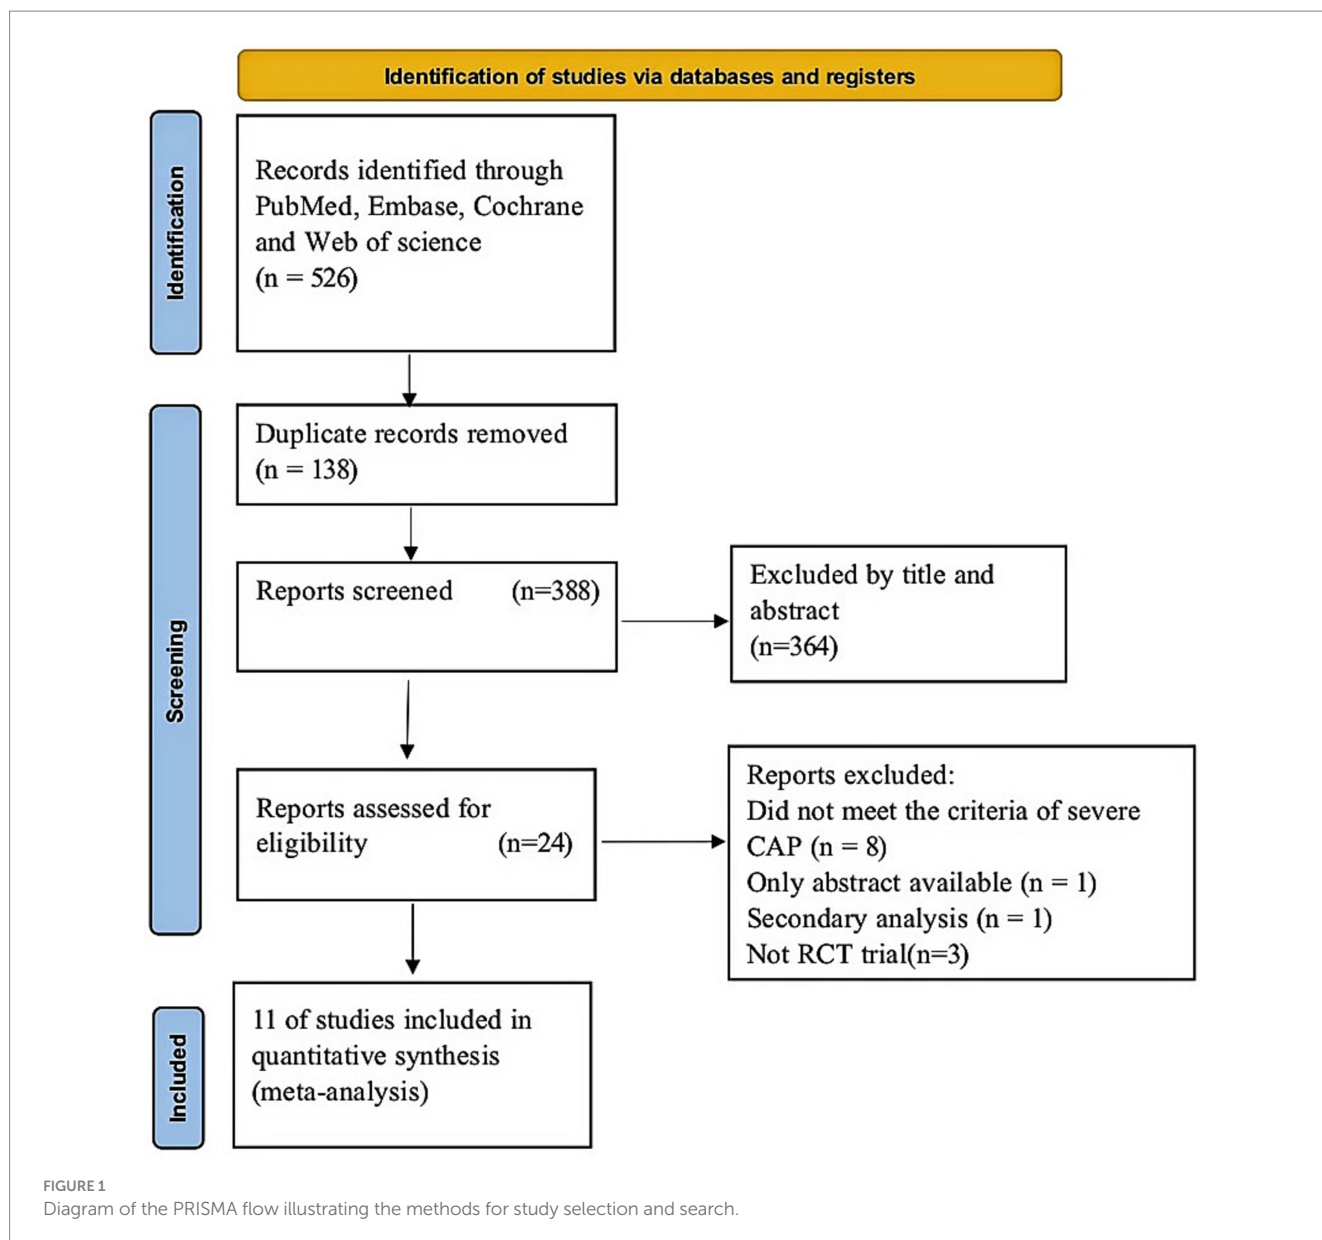 Identification of studies via databases and registers
Identification
Records identified through
PubMed, Embase, Cochrane
and Web of science
(n = 526)
Screening
Duplicate records removed
(n = 138)
Reports screened (n=388)
Excluded by title and
abstract
(n=364)
Reports assessed for
eligibility (n=24)
Reports excluded:
Did not meet the criteria of severe
CAP (n = 8)
Only abstract available (n = 1)
Secondary analysis (n = 1)
Not RCT trial(n=3)
Included
11 of studies included in
quantitative synthesis
(meta-analysis)
FIGURE 1
Diagram of the PRISMA flow illustrating the methods for study selection and search.